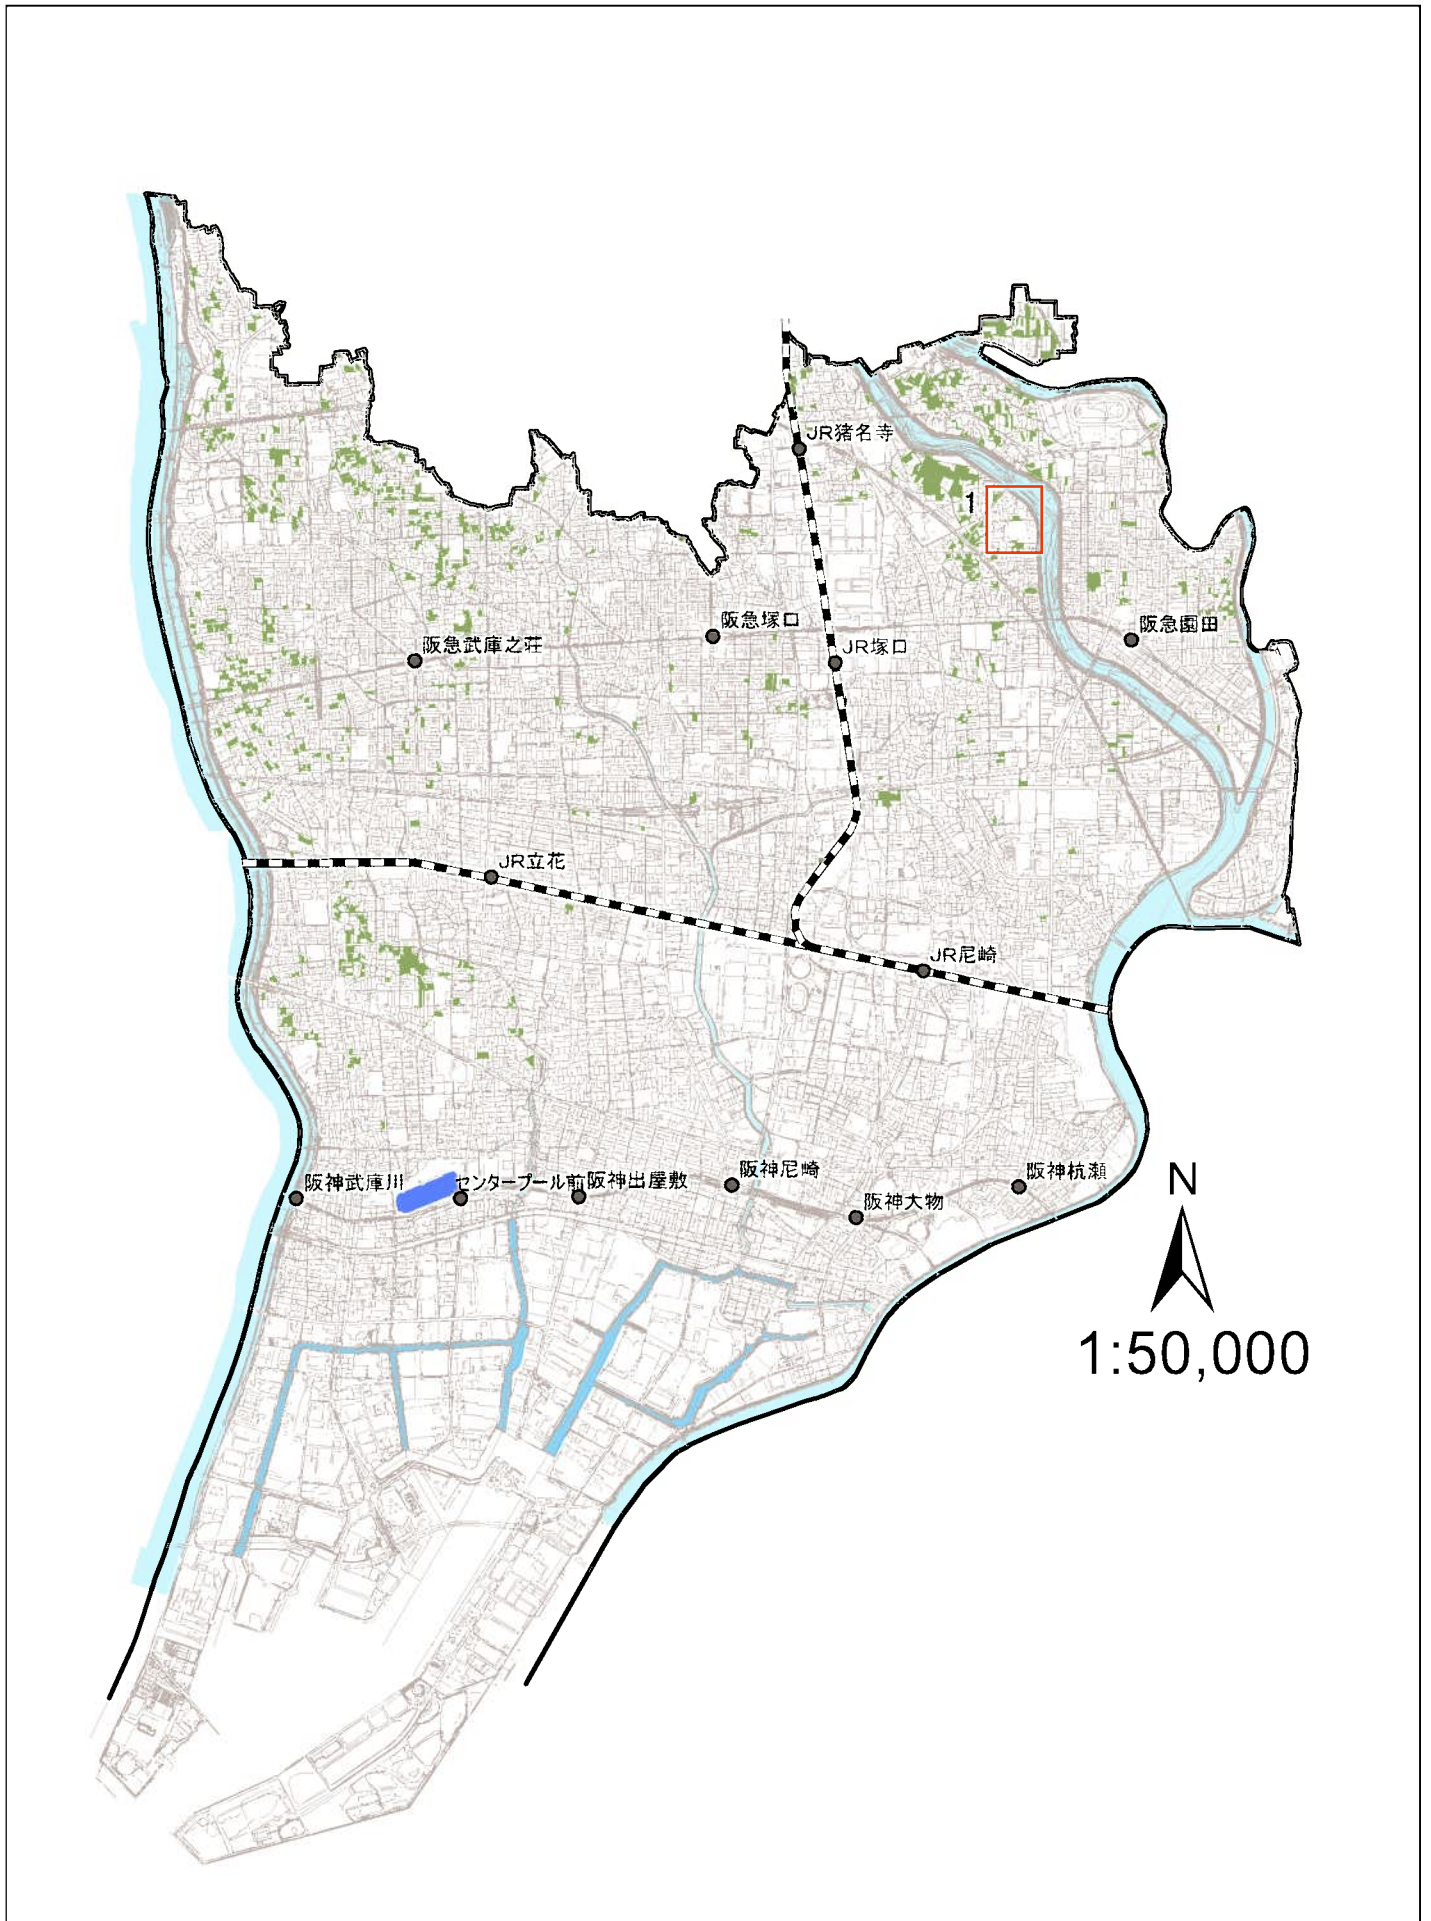 JR猪名寺
1
阪急塚口
阪急園田
阪急武庫之荘
JR塚口
JR立花
JR尼崎
阪神武庫川
センタープール前
阪神出屋敷
阪神尼崎
阪神杭瀬
阪神大物
N
1:50,000